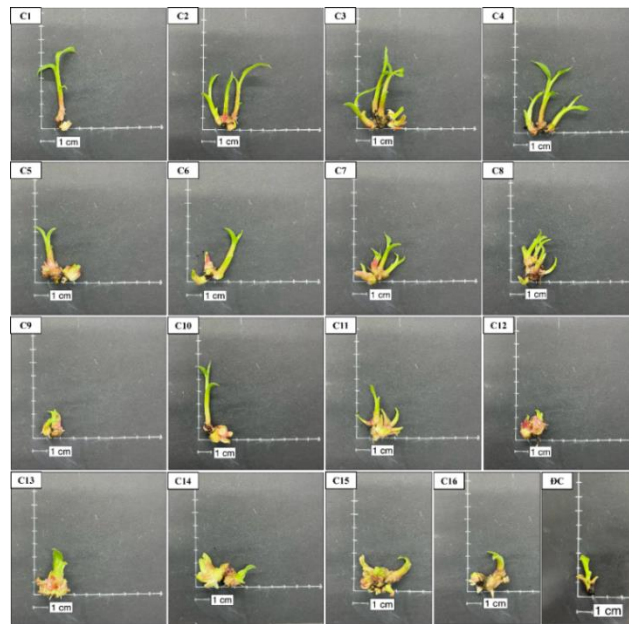 C1 C2 C3 C4
1 cm 1 cm 1 cm 1 cm
C5 C6 C7 C8
1 cm 1 cm 1 cm 1 cm
C9 C10 C11 C12
1 cm 1 cm 1 cm 1 cm
C13 C14 C15 C16 ĐC
1 cm 1 cm 1 cm 1 cm 1 cm